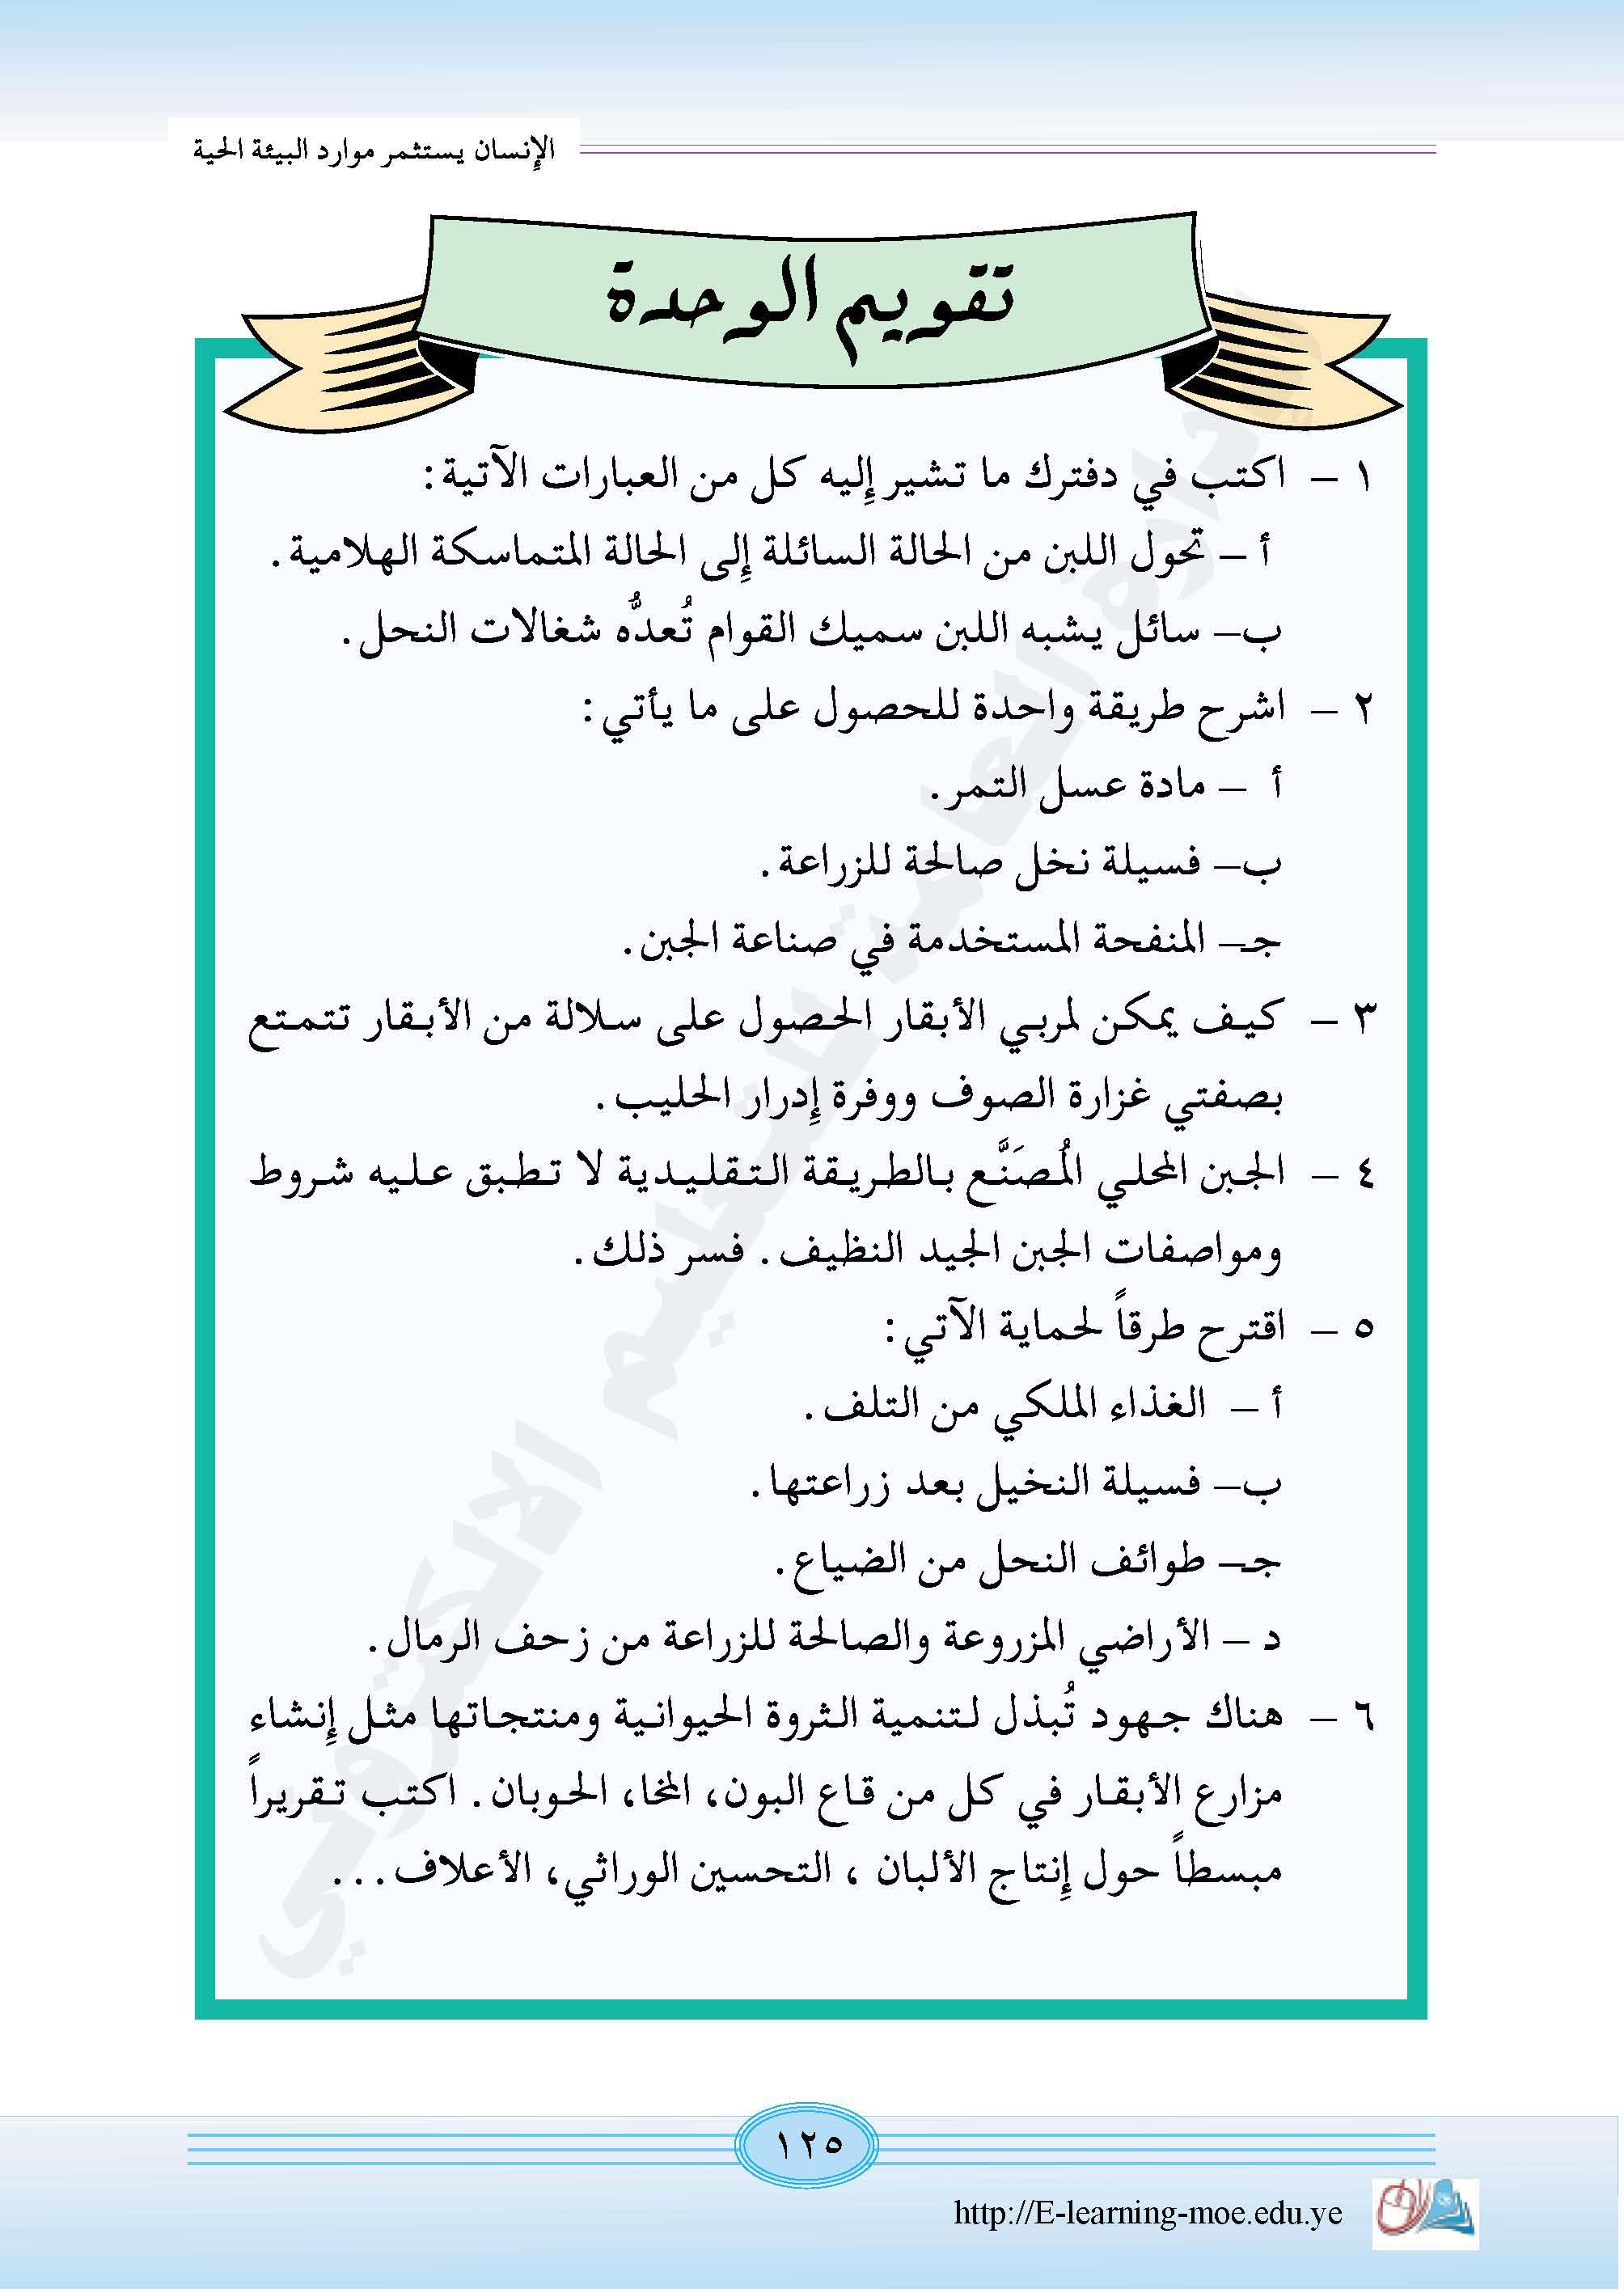 الإنسان يستثمر موارد البيئة الحية
تقويم الوحدة
١ – اكتب في دفترك ما تشير إليه كل من العبارات الآتية:
أ – تحول اللبن من الحالة السائلة إلى الحالة المتماسكة الهلامية.
ب– سائل يشبه اللبن سميك القوام تُعدُّه شغالات النحل.
٢ – اشرح طريقة واحدة للحصول على ما يأتي:
أ – مادة عسل التمر.
ب– فسيلة نخل صالحة للزراعة.
جـ– المنفحة المستخدمة في صناعة الجبن.
٣ – كيف يمكن لمربي الأبقار الحصول على سلالة من الأبقار تتمتع
بصفتي غزارة الصوف ووفرة إدرار الحليب.
٤ – الجبن المحلي المُصَنَّع بالطريقة التقليدية لا تطبق عليه شروط
ومواصفات الجبن الجيد النظيف. فسر ذلك.
٥ – اقترح طرقاً لحماية الآتي:
أ – الغذاء الملكي من التلف.
ب– فسيلة النخيل بعد زراعتها.
جـ– طوائف النحل من الضياع.
د – الأراضي المزروعة والصالحة للزراعة من زحف الرمال.
٦ – هناك جهود تُبذل لتنمية الثروة الحيوانية ومنتجاتها مثل إنشاء
مزارع الأبقار في كل من قاع البون، المخا، الحوبان. اكتب تقريراً
مبسطاً حول إنتاج الألبان ، التحسين الوراثي، الأعلاف...
الإدارة العامة للتعليم الالكتروني
١٢٥
http://E-learning-moe.edu.ye